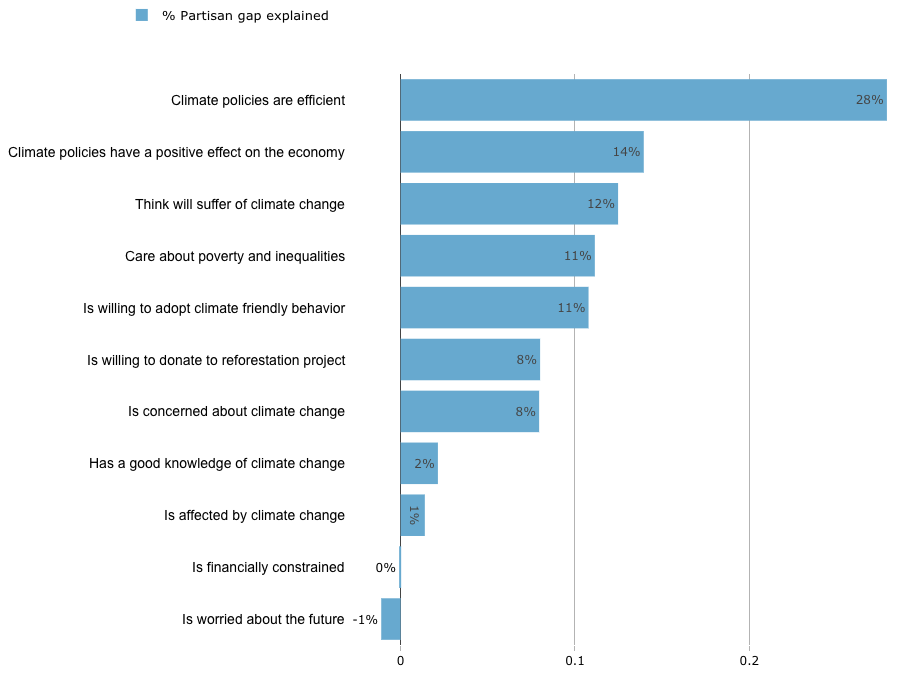 % Partisan gap explained
Climate policies are efficient 28%
Climate policies have a positive effect on the economy 14%
Think will suffer of climate change 12%
Care about poverty and inequalities 11%
Is willing to adopt climate friendly behavior 11%
Is willing to donate to reforestation project 8%
Is concerned about climate change 8%
Has a good knowledge of climate change 2%
Is affected by climate change 1%
Is financially constrained 0%
Is worried about the future -1%
0 0.1 0.2